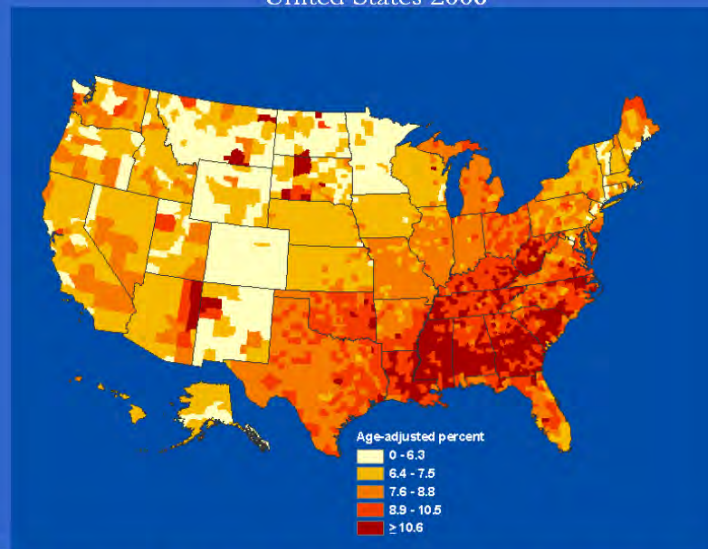 United States 2008
Age-adjusted percent
0 - 6.3
6.4 - 7.5
7.6 - 8.8
8.9 - 10.5
≥ 10.6